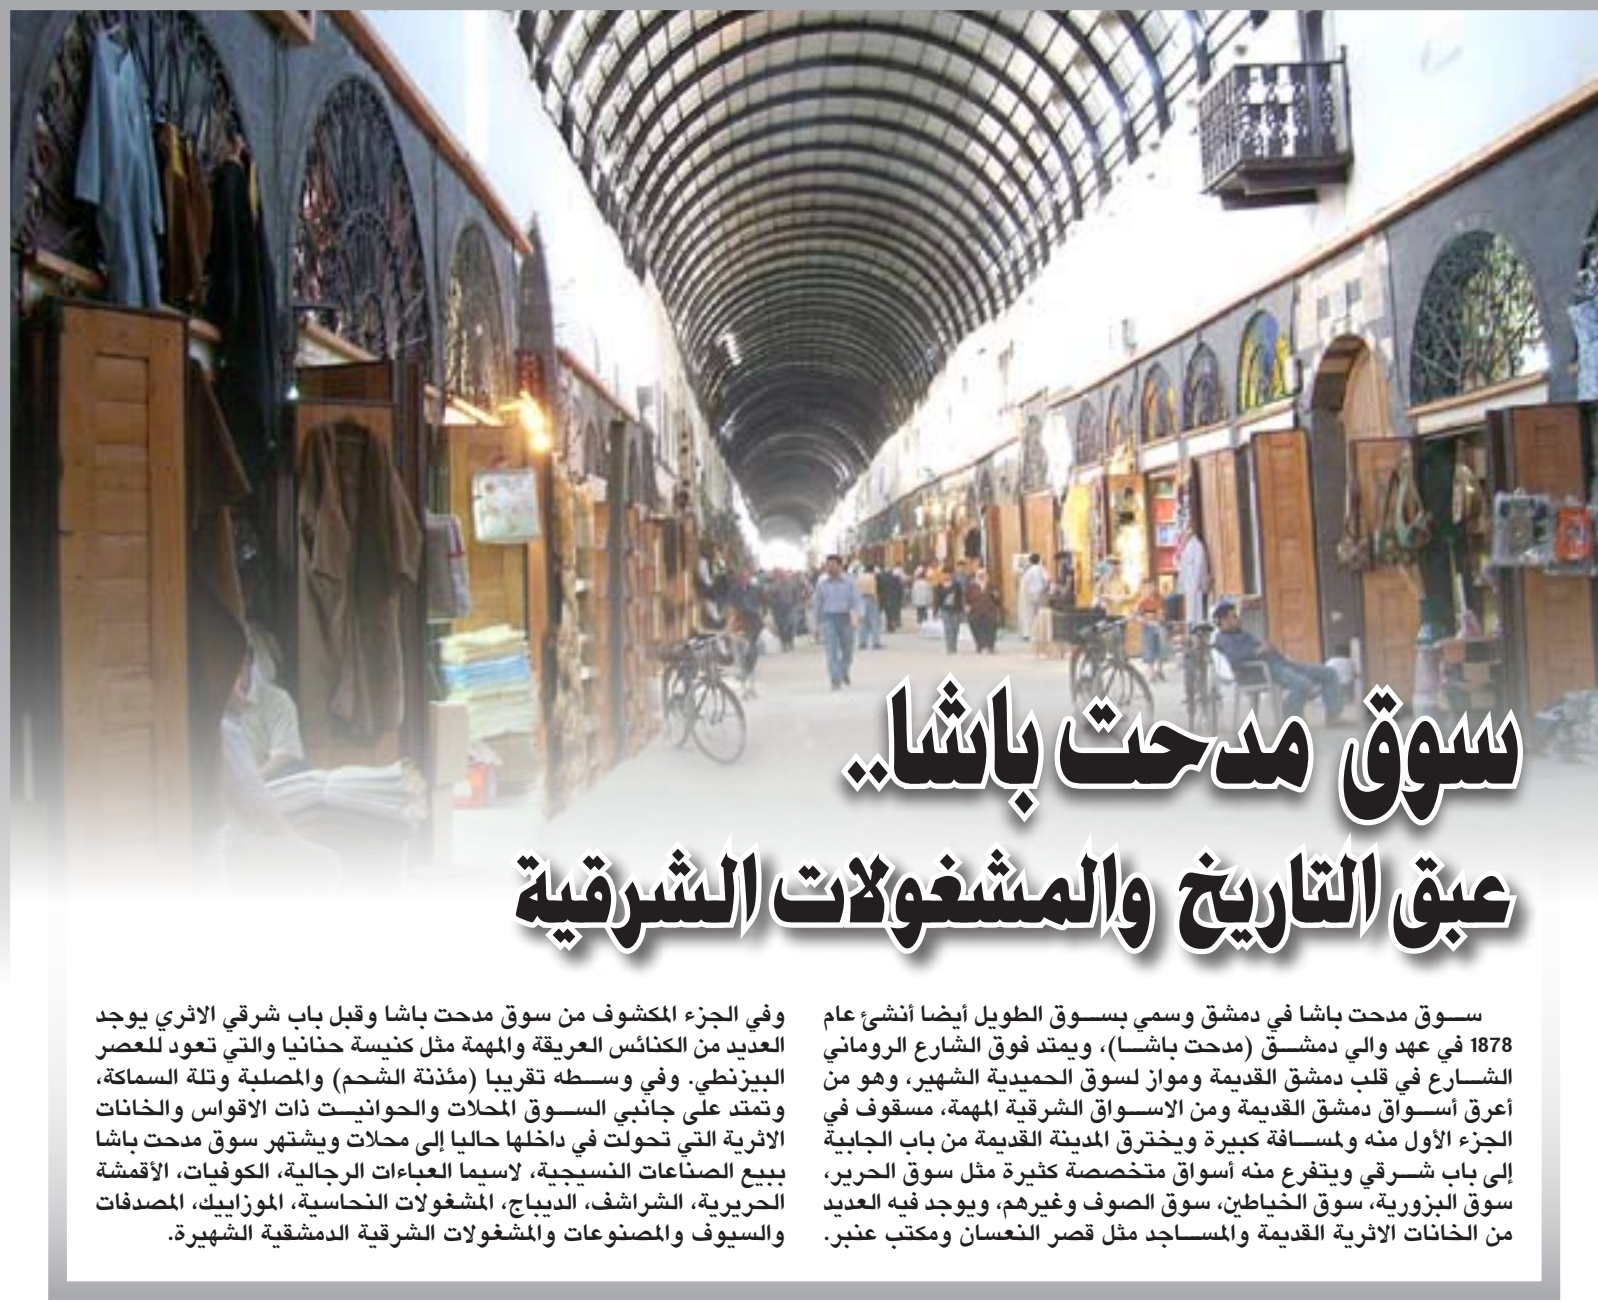 سوق مدحت باشا..
عبق التاريخ والمشغولات الشرقية
سوق مدحت باشا في دمشق وسمي بسوق الطويل أيضا أنشئ عام
1878 في عهد والي دمشق (مدحت باشا)، ويمتد فوق الشارع الروماني
الشارع في قلب دمشق القديمة ومواز لسوق الحميدية الشهير، وهو من
أعرق أسواق دمشق القديمة ومن الاسواق الشرقية المهمة، مسقوف في
الجزء الأول منه ولمسافة كبيرة ويخترق المدينة القديمة من باب الجابية
إلى باب شرقي ويتفرع منه أسواق متخصصة كثيرة مثل سوق الحرير،
سوق البزورية، سوق الخياطين، سوق الصوف وغيرهم، ويوجد فيه العديد
من الخانات الاثرية القديمة والمساجد مثل قصر النعسان ومكتب عنبر.
وفي الجزء المكشوف من سوق مدحت باشا وقبل باب شرقي الاثري يوجد
العديد من الكنائس العريقة والمهمة مثل كنيسة حنانيا والتي تعود للعصر
البيزنطي. وفي وسطه تقريبا (مئذنة الشحم) والمصلبة وتلة السماكة،
وتمتد على جانبي السوق المحلات والحوانيت ذات الاقواس والخانات
الاثرية التي تحولت في داخلها حاليا إلى محلات ويشتهر سوق مدحت باشا
ببيع الصناعات النسيجية، لاسيما العباءات الرجالية، الكوفيات، الأقمشة
الحريرية، الشراشف، الديباج، المشغولات النحاسية، الموزاييك، المصدفات
والسيوف والمصنوعات والمشغولات الشرقية الدمشقية الشهيرة.